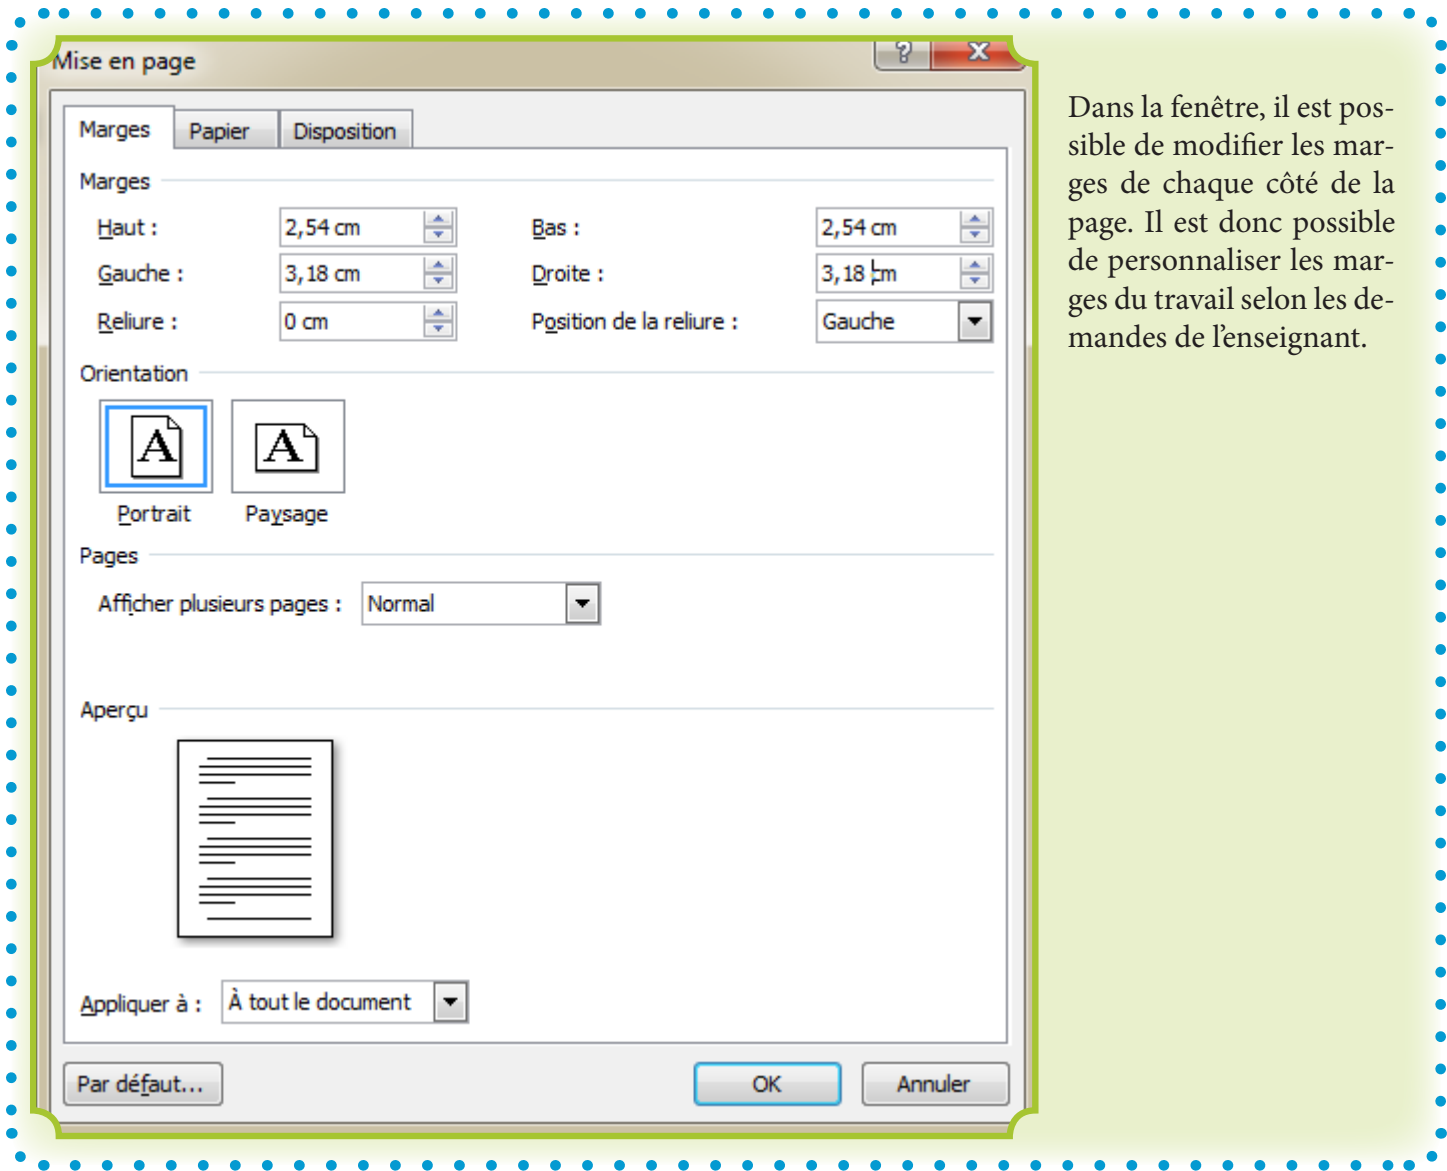 Mise en page
?
Marges Papier Disposition
Marges
Haut : 2,54 cm Bas : 2,54 cm
Gauche : 3,18 cm Droite : 3,18 cm
Reliure : 0 cm Position de la reliure : Gauche
Orientation
A A
Portrait Paysage
Pages
Afficher plusieurs pages : Normal
Aperçu
Appliquer à : À tout le document
Par défaut... OK Annuler
Dans la fenêtre, il est pos-
sible de modifier les mar-
ges de chaque côté de la
page. Il est donc possible
de personnaliser les mar-
ges du travail selon les de-
mandes de l’enseignant.